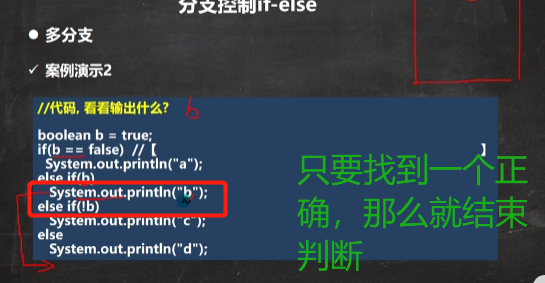 分支控制if-else
● 多分支
✓ 案例演示2
//代码, 看看输出什么? b
boolean b = true;
if(b == false) //【 】
System.out.println("a");
else if(b)
System.out.println("b");
else if(!b)
System.out.println("c");
else
System.out.println("d");
只要找到一个正
确，那么就结束
判断